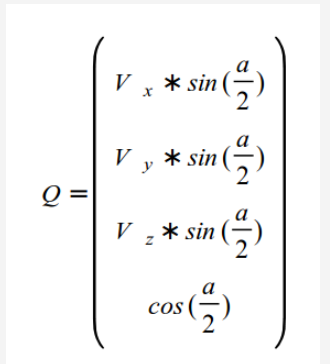 V x * sin(a/2)
V y * sin(a/2)
Q =
V z * sin(a/2)
cos(a/2)